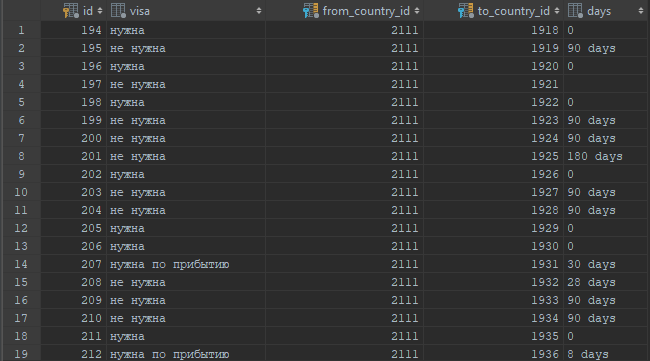 id visa from_country_id to_country_id days
1 194 нужна 2111 1918 0
2 195 не нужна 2111 1919 90 days
3 196 нужна 2111 1920 0
4 197 не нужна 2111 1921
5 198 нужна 2111 1922 0
6 199 не нужна 2111 1923 90 days
7 200 не нужна 2111 1924 90 days
8 201 не нужна 2111 1925 180 days
9 202 нужна 2111 1926 0
10 203 не нужна 2111 1927 90 days
11 204 не нужна 2111 1928 90 days
12 205 нужна 2111 1929 0
13 206 нужна 2111 1930 0
14 207 нужна по прибытию 2111 1931 30 days
15 208 не нужна 2111 1932 28 days
16 209 не нужна 2111 1933 90 days
17 210 не нужна 2111 1934 90 days
18 211 нужна 2111 1935 0
19 212 нужна по прибытию 2111 1936 8 days